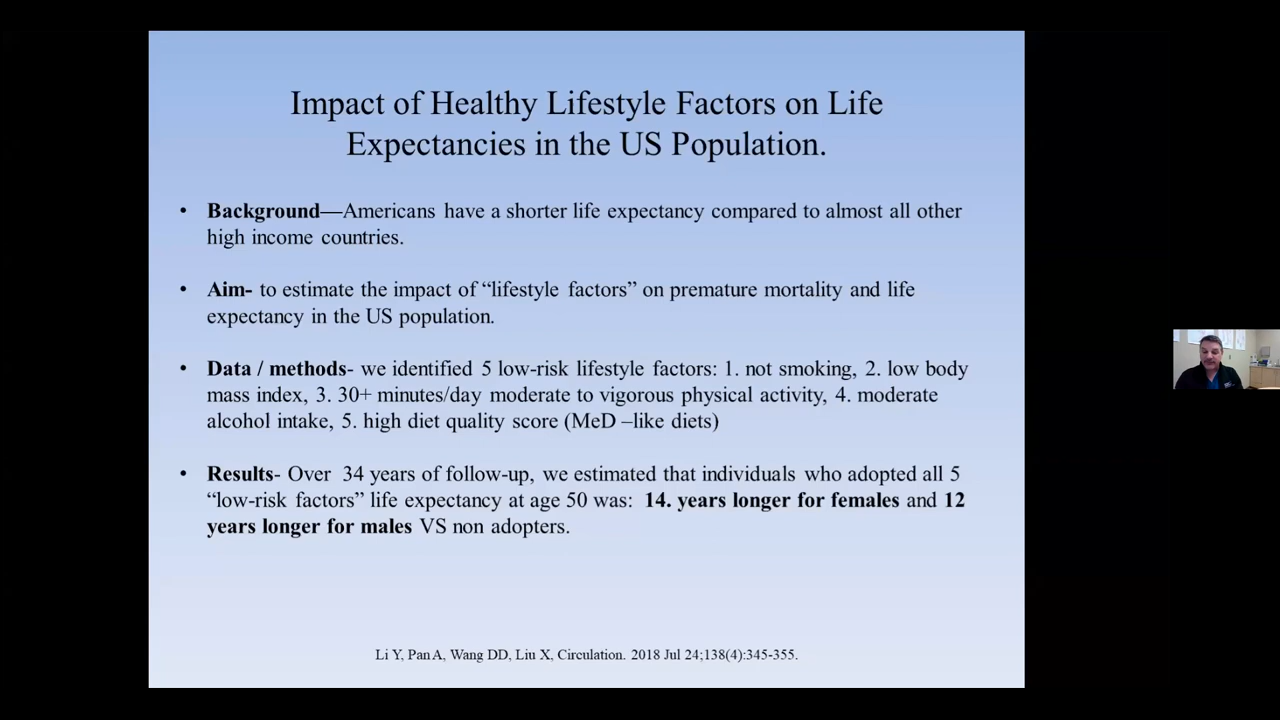 Impact of Healthy Lifestyle Factors on Life
Expectancies in the US Population.
• Background—Americans have a shorter life expectancy compared to almost all other
high income countries.
• Aim- to estimate the impact of “lifestyle factors” on premature mortality and life
expectancy in the US population.
• Data / methods- we identified 5 low-risk lifestyle factors: 1. not smoking, 2. low body
mass index, 3. 30+ minutes/day moderate to vigorous physical activity, 4. moderate
alcohol intake, 5. high diet quality score (MeD –like diets)
• Results- Over 34 years of follow-up, we estimated that individuals who adopted all 5
“low-risk factors” life expectancy at age 50 was: 14. years longer for females and 12
years longer for males VS non adopters.
Li Y, Pan A, Wang DD, Liu X, Circulation. 2018 Jul 24;138(4):345-355.